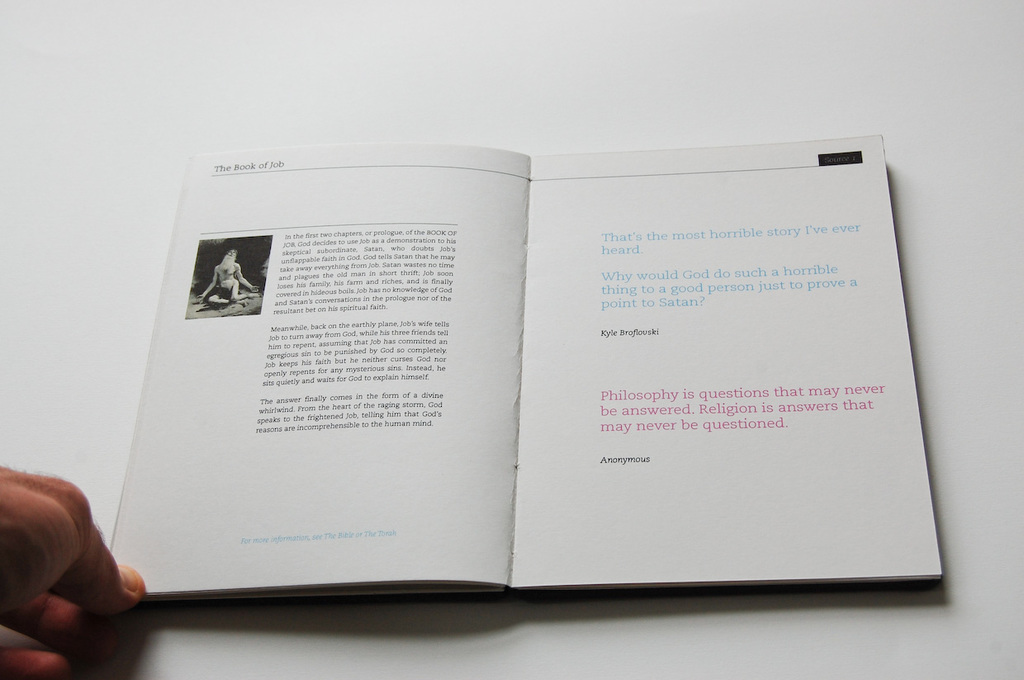 The Book of Job
In the first two chapters, or prologue, of the BOOK OF
JOB, God decides to use Job as a demonstration to his
skeptical subordinate, Satan, who doubts Job's
unflappable faith in God. God tells Satan that he may
take away everything from Job. Satan wastes no time
and plagues the old man in short thrift; Job soon
loses his family, his farm and riches, and is finally
covered in hideous boils. Job has no knowledge of God
and Satan's conversations in the prologue nor of the
resultant bet on his spiritual faith.
Meanwhile, back on the earthly plane, Job's wife tells
Job to turn away from God, while his three friends tell
him to repent, assuming that Job has committed an
egregious sin to be punished by God so completely.
Job keeps his faith but he neither curses God nor
openly repents for any mysterious sins. Instead, he
sits quietly and waits for God to explain himself.
The answer finally comes in the form of a divine
whirlwind. From the heart of the raging storm, God
speaks to the frightened Job, telling him that God's
reasons are incomprehensible to the human mind.
For more information, see The Bible or The Torah
Source 1
That's the most horrible story I've ever
heard.
Why would God do such a horrible
thing to a good person just to prove a
point to Satan?
Kyle Broflovski
Philosophy is questions that may never
be answered. Religion is answers that
may never be questioned.
Anonymous